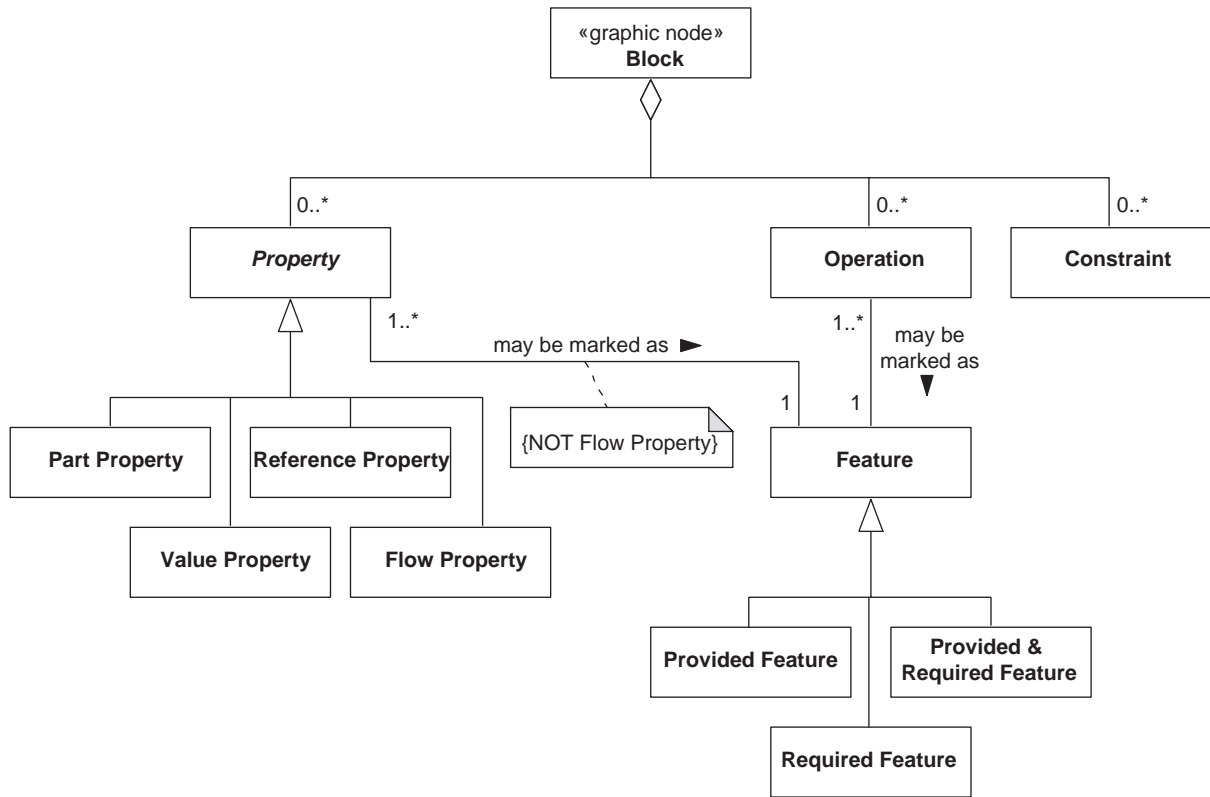 «graphic node»
Block
0..*
0..*
0..*
Property
Operation
Constraint
1..*
1..*
may be marked as
may be
marked as
1
1
{NOT Flow Property}
Part Property
Reference Property
Feature
Value Property
Flow Property
Provided Feature
Provided &
Required Feature
Required Feature